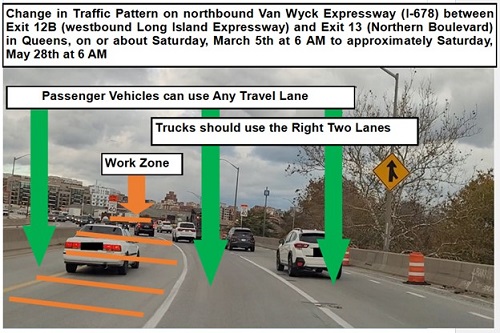 Change in Traffic Pattern on northbound Van Wyck Expressway (I-678) between
Exit 12B (westbound Long Island Expressway) and Exit 13 (Northern Boulevard)
in Queens, on or about Saturday, March 5th at 6 AM to approximately Saturday,
May 28th at 6 AM
Passenger Vehicles can use Any Travel Lane
Trucks should use the Right Two Lanes
Work Zone